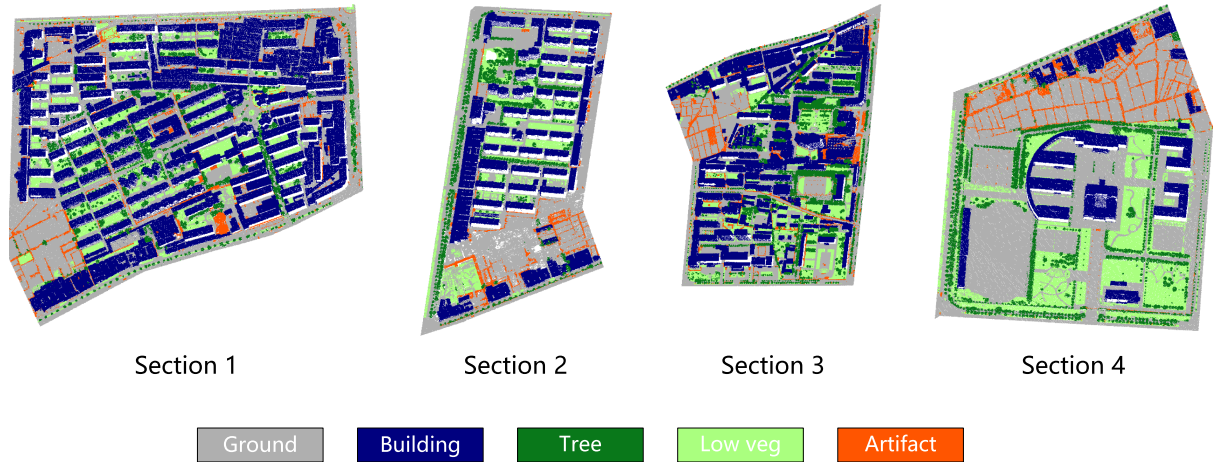 Section 1
Section 2
Section 3
Section 4
Ground
Building
Tree
Low veg
Artifact